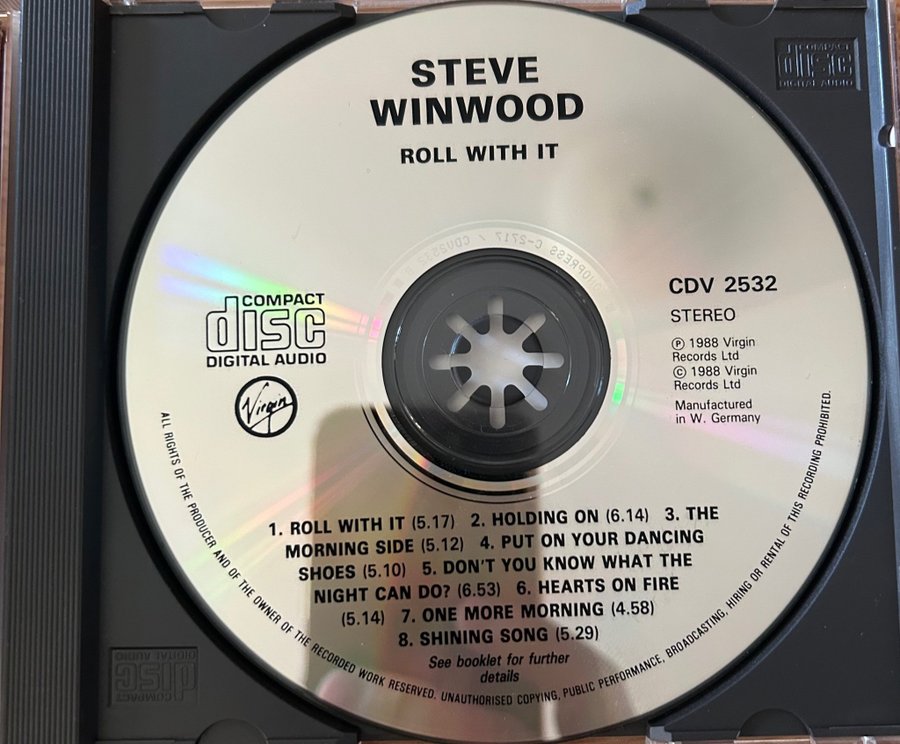 STEVE
WINWOOD
ROLL WITH IT
COMPACT
disc
DIGITAL AUDIO
COMPACT
disc
DIGITAL AUDIO
Virgin
CDV 2532
STEREO
℗ 1988 Virgin
Records Ltd
© 1988 Virgin
Records Ltd
Manufactured
in W. Germany
1. ROLL WITH IT (5.17) 2. HOLDING ON (6.14) 3. THE
MORNING SIDE (5.12) 4. PUT ON YOUR DANCING
SHOES (5.10) 5. DON'T YOU KNOW WHAT THE
NIGHT CAN DO? (6.53) 6. HEARTS ON FIRE
(5.14) 7. ONE MORE MORNING (4.58)
8. SHINING SONG (5.29)
See booklet for further
details
ALL RIGHTS OF THE PRODUCER AND OF THE OWNER OF THE RECORDED WORK RESERVED. UNAUTHORISED COPYING, PUBLIC PERFORMANCE, BROADCASTING, HIRING OR RENTAL OF THIS RECORDING PROHIBITED.
COMPACT
disc
DIGITAL AUDIO